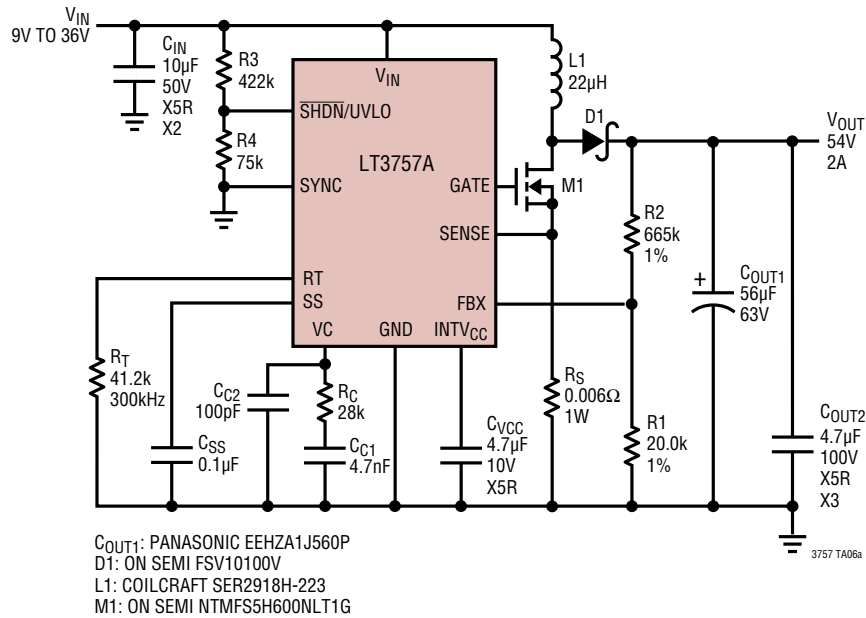 VIN
9V TO 36V
CIN
10µF
50V
X5R
X2
R3
422k
R4
75k
VIN
SHDN/UVLO
LT3757A
SYNC
GATE
SENSE
RT
SS
FBX
VC
GND
INTVCC
L1
22µH
D1
M1
VOUT
54V
2A
R2
665k
1%
+
COUT1
56µF
63V
RT
41.2k
300kHz
CSS
0.1µF
CC2
100pF
RC
28k
CC1
4.7nF
CVCC
4.7µF
10V
X5R
RS
0.006Ω
1W
R1
20.0k
1%
COUT2
4.7µF
100V
X5R
X3
3757 TA06a
COUT1: PANASONIC EEHZA1J560P
D1: ON SEMI FSV10100V
L1: COILCRAFT SER2918H-223
M1: ON SEMI NTMFS5H600NLT1G